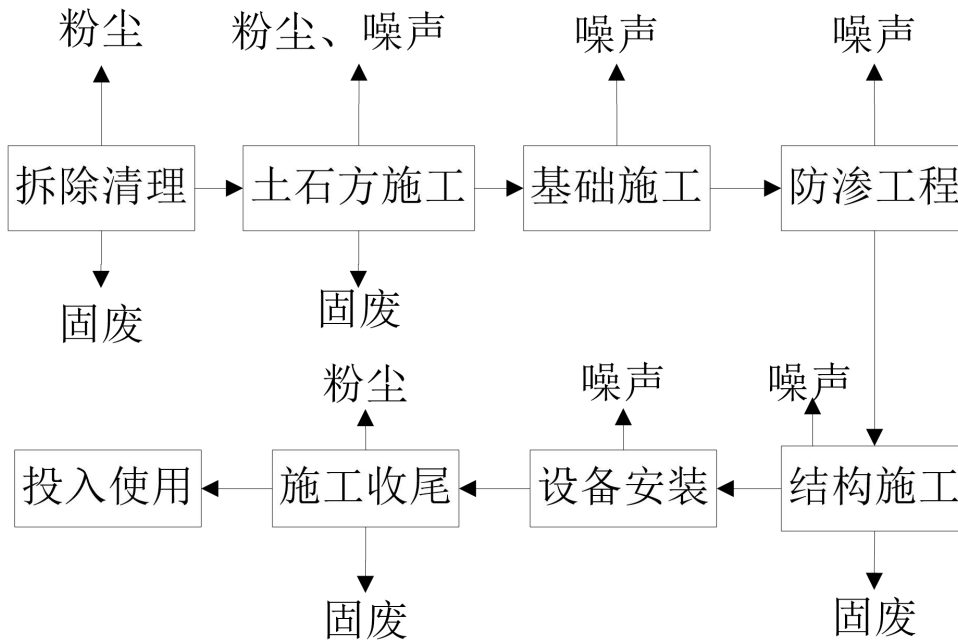 粉尘
粉尘、噪声
噪声
噪声
拆除清理
土石方施工
基础施工
防渗工程
固废
固废
粉尘
噪声
噪声
投入使用
施工收尾
设备安装
结构施工
固废
固废